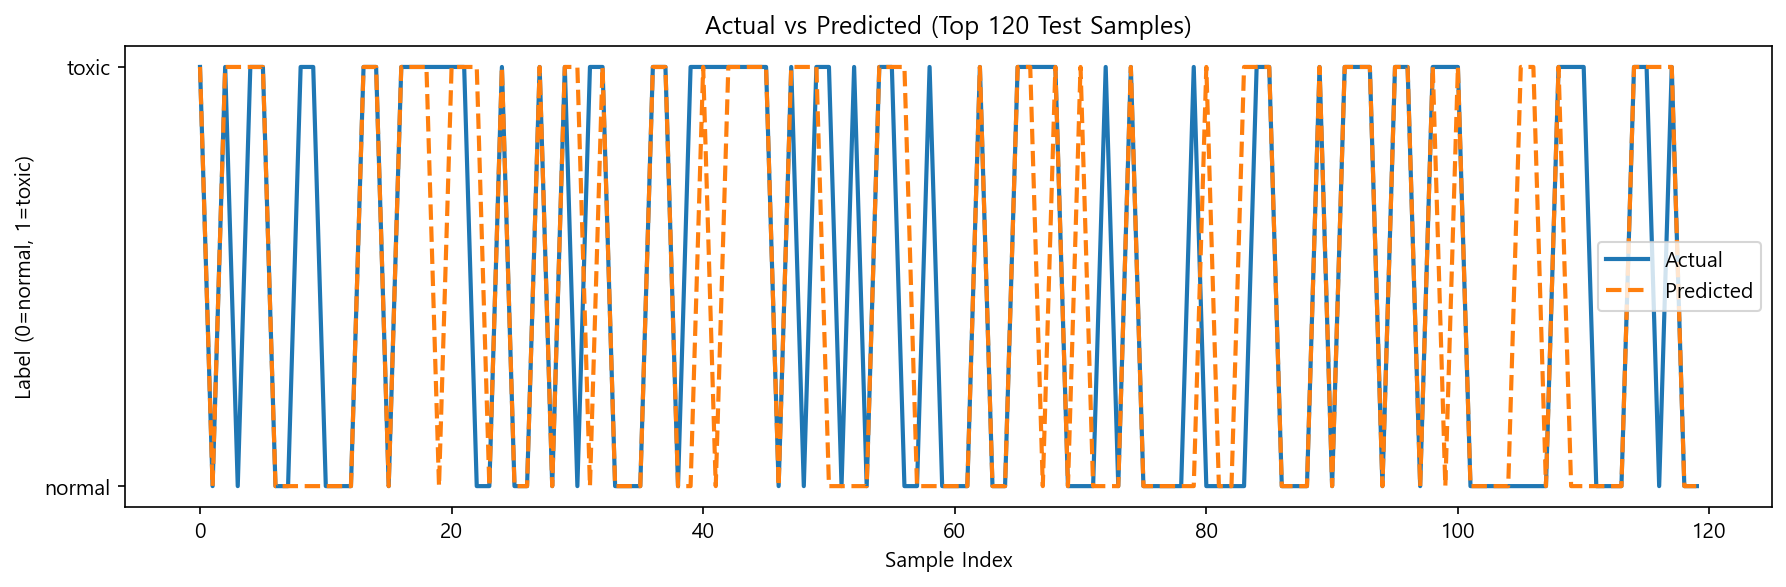 Actual vs Predicted (Top 120 Test Samples)
Label (0=normal, 1=toxic)
toxic
normal
Actual
Predicted
0 20 40 60 80 100 120
Sample Index